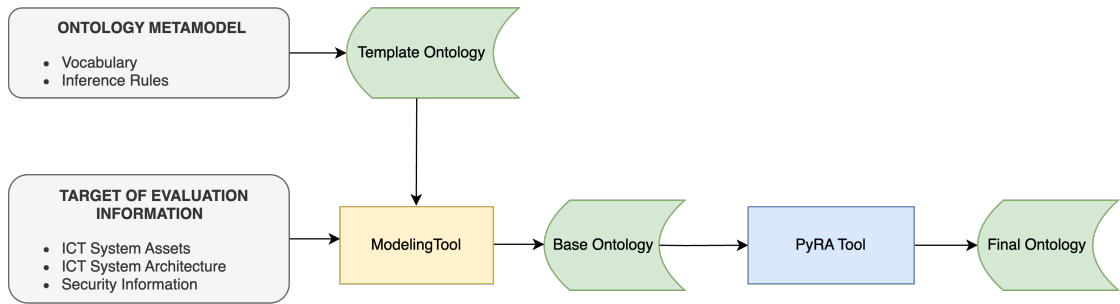 ONTOLOGY METAMODEL
• Vocabulary
• Inference Rules
Template Ontology
TARGET OF EVALUATION
INFORMATION
• ICT System Assets
• ICT System Architecture
• Security Information
ModelingTool
Base Ontology
PyRA Tool
Final Ontology